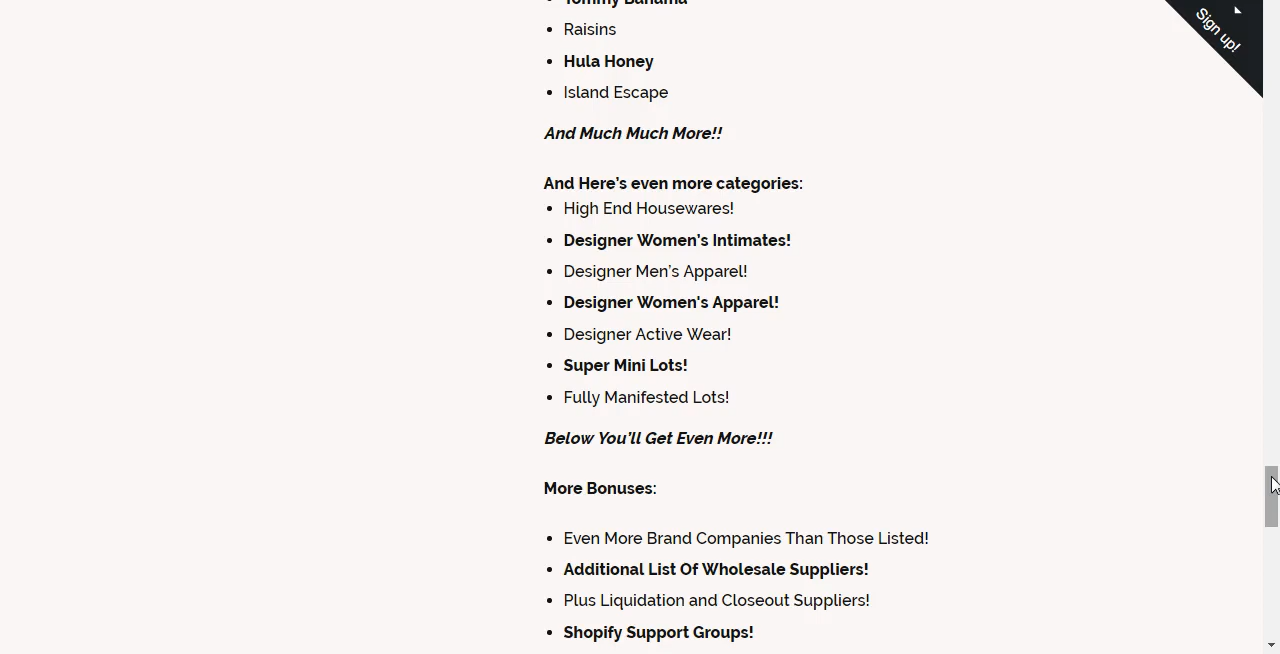 Tommy Bahama
Raisins
Hula Honey
Island Escape
And Much Much More!!
And Here’s even more categories:
High End Housewares!
Designer Women’s Intimates!
Designer Men’s Apparel!
Designer Women's Apparel!
Designer Active Wear!
Super Mini Lots!
Fully Manifested Lots!
Below You’ll Get Even More!!!
More Bonuses:
Even More Brand Companies Than Those Listed!
Additional List Of Wholesale Suppliers!
Plus Liquidation and Closeout Suppliers!
Shopify Support Groups!
Sign up!